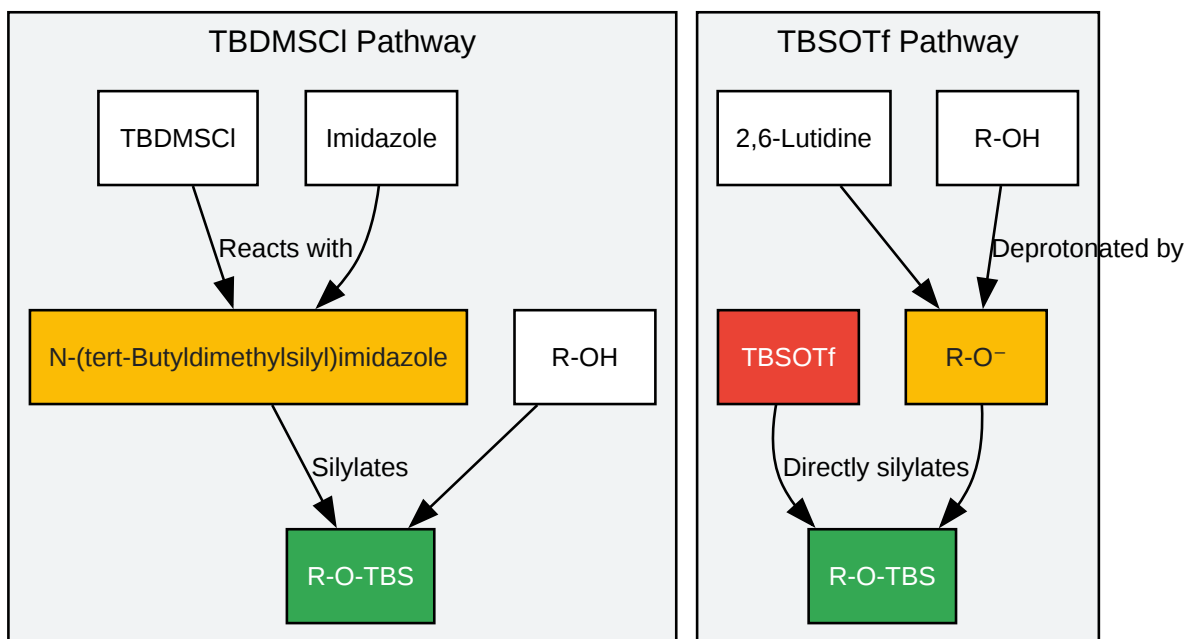 TBDMSCl Pathway
TBDMSCl
Imidazole
Reacts with
N-(tert-Butyldimethylsilyl)imidazole
R-OH
Silylates
R-O-TBS
TBSOTf Pathway
2,6-Lutidine
R-OH
Deprotonated by
TBSOTf
R-O⁻
Directly silylates
R-O-TBS